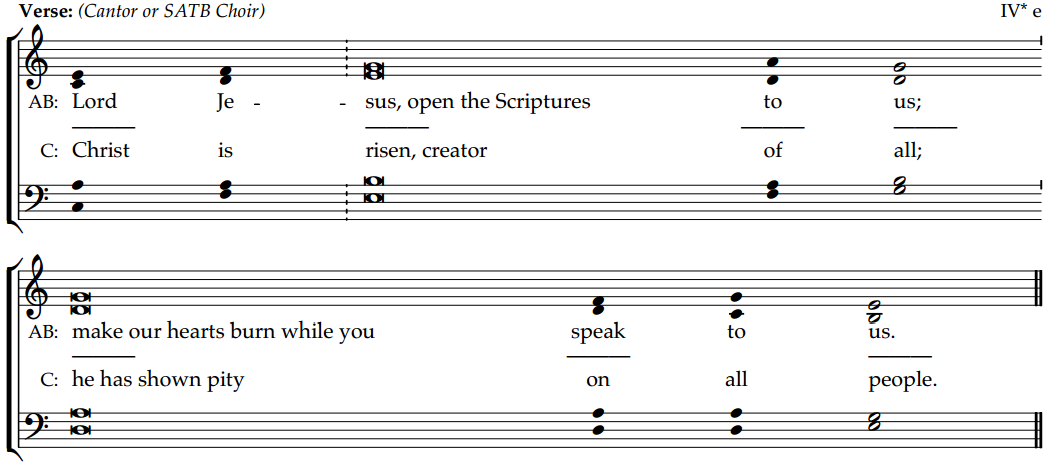 Verse: (Cantor or SATB Choir) IV* e
AB: Lord Je - - sus, open the Scriptures to us;
C: Christ is risen, creator of all;
AB: make our hearts burn while you speak to us.
C: he has shown pity on all people.